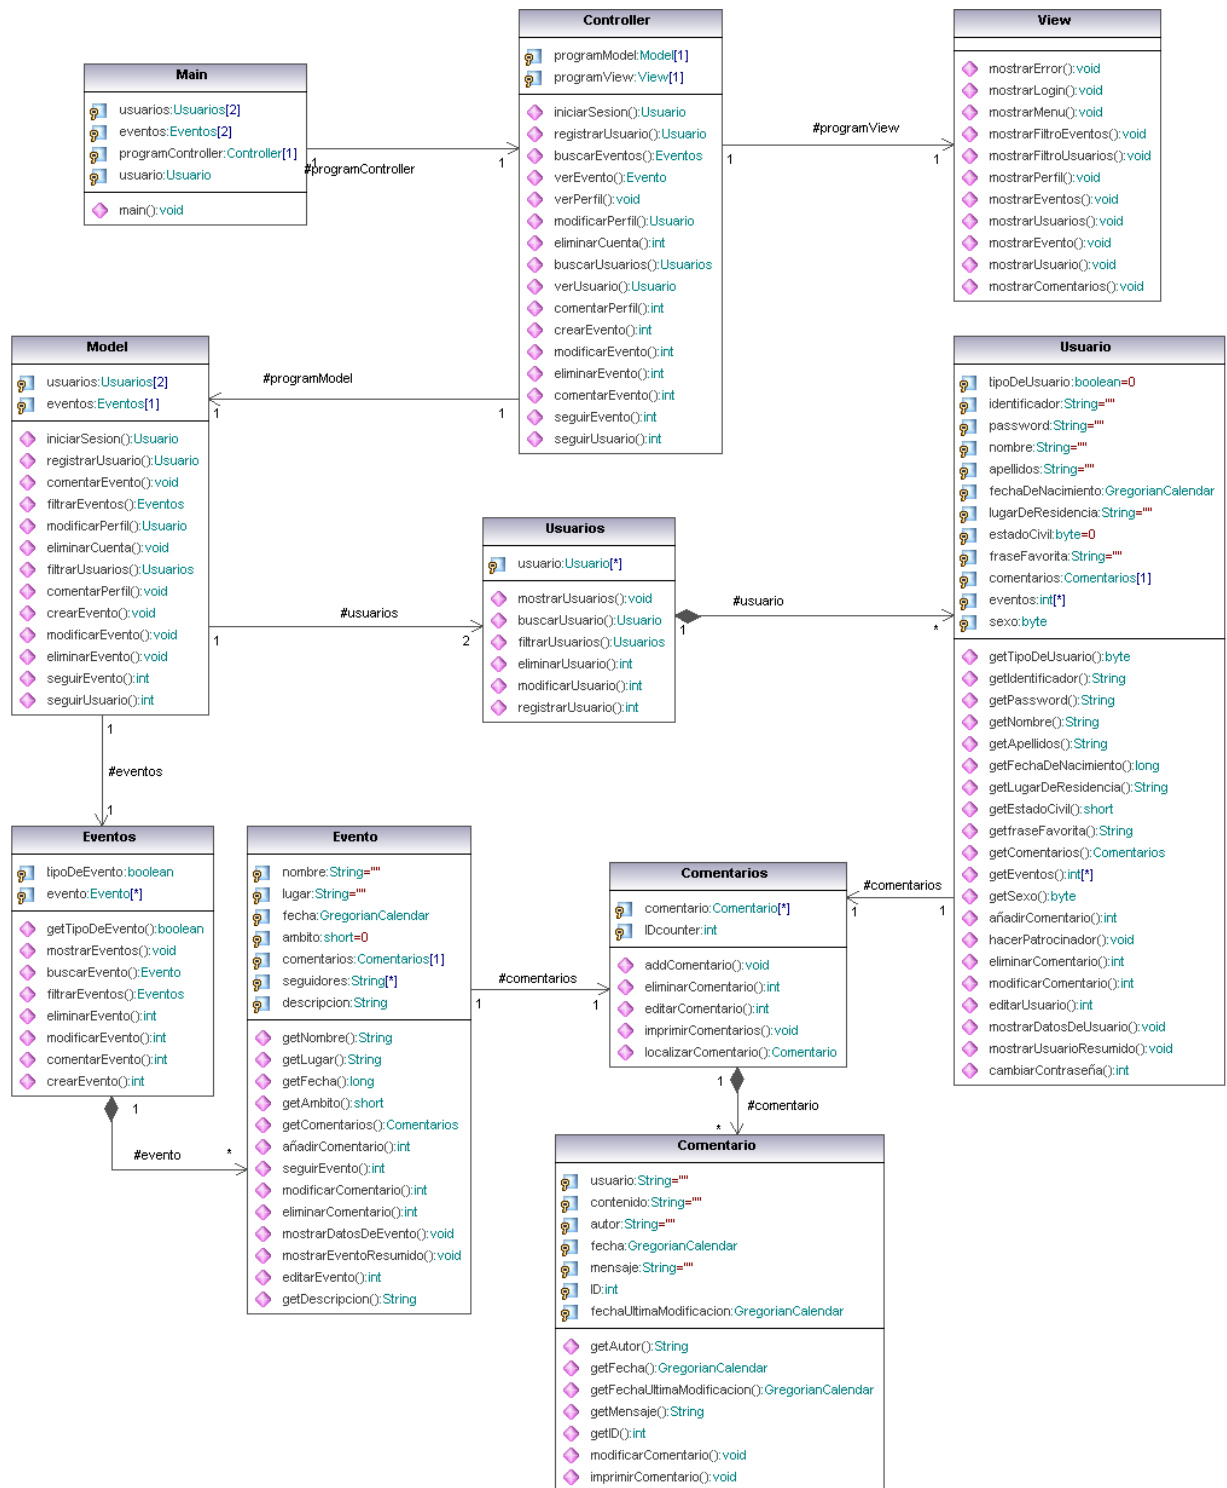 Main
usuarios:Usuarios[2]
eventos:Eventos[2]
programController:Controller[1]
usuario:Usuario
main():void
1
#programController
1
Controller
programModel:Model[1]
programView:View[1]
iniciarSesion():Usuario
registrarUsuario():Usuario
buscarEventos():Eventos
verEvento():Evento
verPerfil():void
modificarPerfil():Usuario
eliminarCuenta():int
buscarUsuarios():Usuarios
verUsuario():Usuario
comentarPerfil():int
crearEvento():int
modificarEvento():int
eliminarEvento():int
comentarEvento():int
seguirEvento():int
seguirUsuario():int
#programView
1
1
View
mostrarError():void
mostrarLogin():void
mostrarMenu():void
mostrarFiltroEventos():void
mostrarFiltroUsuarios():void
mostrarPerfil():void
mostrarEventos():void
mostrarUsuarios():void
mostrarEvento():void
mostrarUsuario():void
mostrarComentarios():void
#programModel
1
1
Model
usuarios:Usuarios[2]
eventos:Eventos[1]
iniciarSesion():Usuario
registrarUsuario():Usuario
comentarEvento():void
filtrarEventos():Eventos
modificarPerfil():Usuario
eliminarCuenta():void
filtrarUsuarios():Usuarios
comentarPerfil():void
crearEvento():void
modificarEvento():void
eliminarEvento():void
seguirEvento():int
seguirUsuario():int
#usuarios
1
2
Usuarios
usuario:Usuario[*]
mostrarUsuarios():void
buscarUsuario():Usuario
filtrarUsuarios():Usuarios
eliminarUsuario():int
modificarUsuario():int
registrarUsuario():int
#usuario
1
*
Usuario
tipoDeUsuario:boolean=0
identificador:String=""
password:String=""
nombre:String=""
apellidos:String=""
fechaDeNacimiento:GregorianCalendar
lugarDeResidencia:String=""
estadoCivil:byte=0
fraseFavorita:String=""
comentarios:Comentarios[1]
eventos:int[*]
sexo:byte
getTipoDeUsuario():byte
getIdentificador():String
getPassword():String
getNombre():String
getApellidos():String
getFechaDeNacimiento():long
getLugarDeResidencia():String
getEstadoCivil():short
getfraseFavorita():String
getComentarios():Comentarios
getEventos():int[*]
getSexo():byte
añadirComentario():int
hacerPatrocinador():void
eliminarComentario():int
modificarComentario():int
editarUsuario():int
mostrarDatosDeUsuario():void
mostrarUsuarioResumido():void
cambiarContraseña():int
1
#eventos
1
Eventos
tipoDeEvento:boolean
evento:Evento[*]
getTipoDeEvento():boolean
mostrarEventos():void
buscarEvento():Evento
filtrarEventos():Eventos
eliminarEvento():int
modificarEvento():int
comentarEvento():int
crearEvento():int
1
#evento
*
Evento
nombre:String=""
lugar:String=""
fecha:GregorianCalendar
ambito:short=0
comentarios:Comentarios[1]
seguidores:String[*]
descripcion:String
getNombre():String
getLugar():String
getFecha():long
getAmbito():short
getComentarios():Comentarios
añadirComentario():int
seguirEvento():int
modificarComentario():int
eliminarComentario():int
mostrarDatosDeEvento():void
mostrarEventoResumido():void
editarEvento():int
getDescripcion():String
#comentarios
1
1
Comentarios
comentario:Comentario[*]
IDcounter:int
addComentario():void
eliminarComentario():int
editarComentario():int
imprimirComentarios():void
localizarComentario():Comentario
#comentarios
1
1
1
#comentario
*
Comentario
usuario:String=""
contenido:String=""
autor:String=""
fecha:GregorianCalendar
mensaje:String=""
ID:int
fechaUltimaModificacion:GregorianCalendar
getAutor():String
getFecha():GregorianCalendar
getFechaUltimaModificacion():GregorianCalendar
getMensaje():String
getID():int
modificarComentario():void
imprimirComentario():void